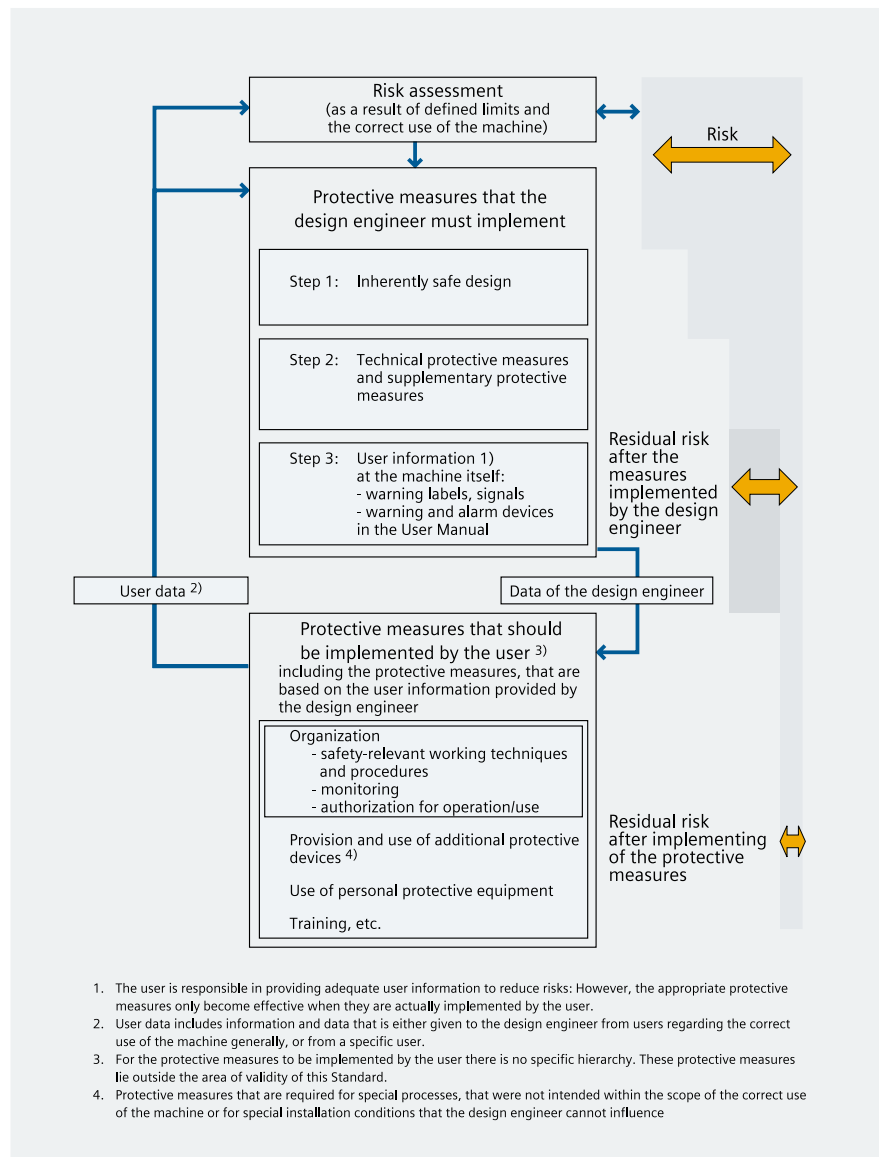 Risk assessment
(as a result of defined limits and
the correct use of the machine)
Risk
Protective measures that the
design engineer must implement
Step 1: Inherently safe design
Step 2: Technical protective measures
and supplementary protective
measures
Step 3: User information 1)
at the machine itself:
- warning labels, signals
- warning and alarm devices
in the User Manual
Residual risk
after the
measures
implemented
by the design
engineer
User data 2)
Data of the design engineer
Protective measures that should
be implemented by the user 3)
including the protective measures, that are
based on the user information provided by
the design engineer
Organization
- safety-relevant working techniques
and procedures
- monitoring
- authorization for operation/use
Provision and use of additional protective
devices 4)
Use of personal protective equipment
Training, etc.
Residual risk
after implementing
of the protective
measures
1. The user is responsible in providing adequate user information to reduce risks: However, the appropriate protective
measures only become effective when they are actually implemented by the user.
2. User data includes information and data that is either given to the design engineer from users regarding the correct
use of the machine generally, or from a specific user.
3. For the protective measures to be implemented by the user there is no specific hierarchy. These protective measures
lie outside the area of validity of this Standard.
4. Protective measures that are required for special processes, that were not intended within the scope of the correct use
of the machine or for special installation conditions that the design engineer cannot influence